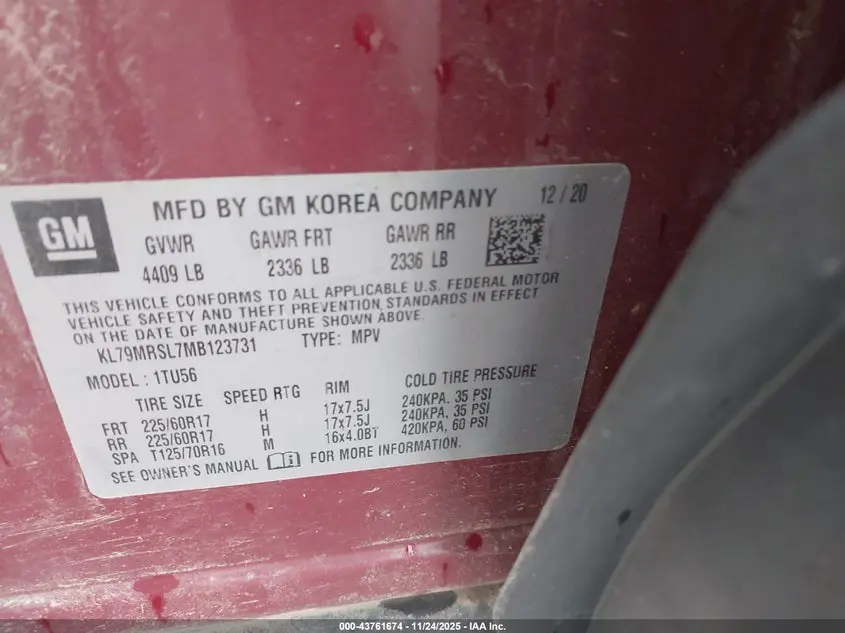 GM
MFD BY GM KOREA COMPANY 12 / 20
GVWR GAWR FRT GAWR RR
4409 LB 2336 LB 2336 LB
THIS VEHICLE CONFORMS TO ALL APPLICABLE U.S. FEDERAL MOTOR
VEHICLE SAFETY AND THEFT PREVENTION STANDARDS IN EFFECT
ON THE DATE OF MANUFACTURE SHOWN ABOVE.
KL79MRSL7MB123731 TYPE: MPV
MODEL : 1TU56
TIRE SIZE SPEED RTG RIM COLD TIRE PRESSURE
FRT 225/60R17 H 17x7.5J 240KPA, 35 PSI
RR 225/60R17 H 17x7.5J 240KPA, 35 PSI
SPA T125/70R16 M 16x4.0BT 420KPA, 60 PSI
SEE OWNER'S MANUAL FOR MORE INFORMATION.
000-43761674 - 11/24/2025 - IAA Inc.